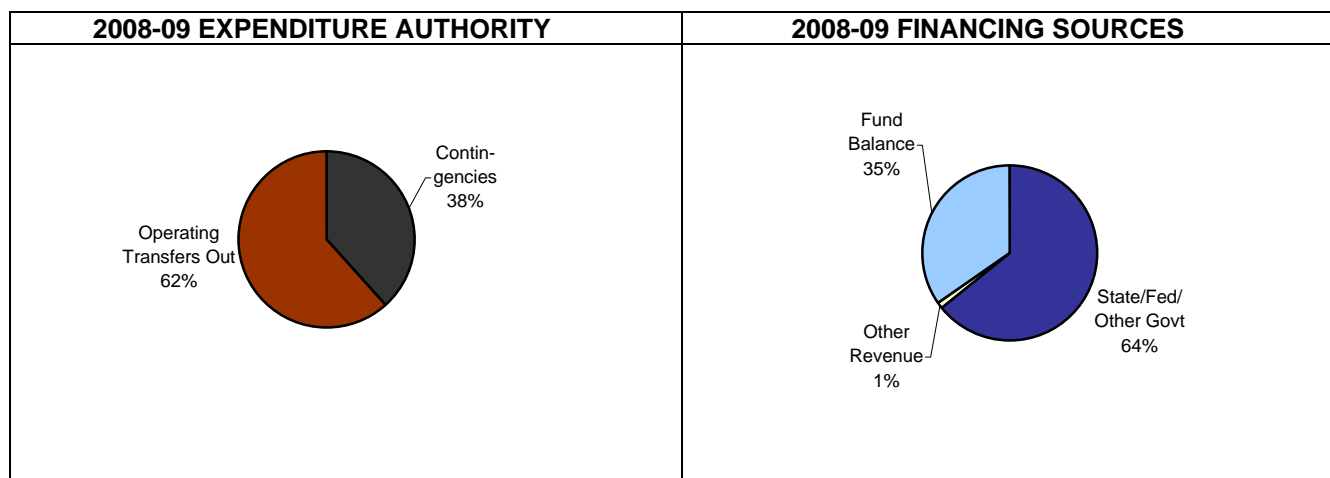 2008-09 EXPENDITURE AUTHORITY
2008-09 FINANCING SOURCES
Contin-
gencies
38%
Operating
Transfers Out
62%
Fund
Balance
35%
State/Fed/
Other Govt
64%
Other
Revenue
1%